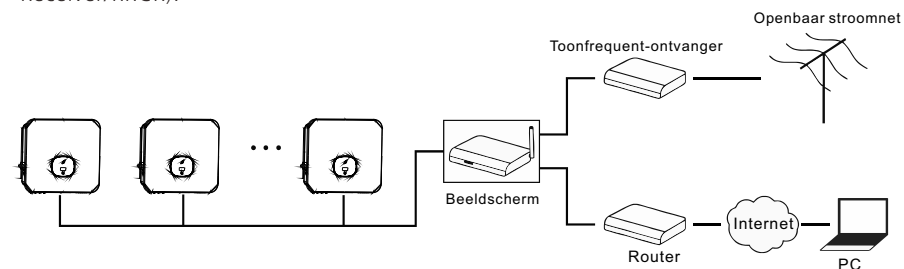 Openbaar stroomnet
Toonfrequent-ontvanger
Beeldscherm
Internet
Router
PC